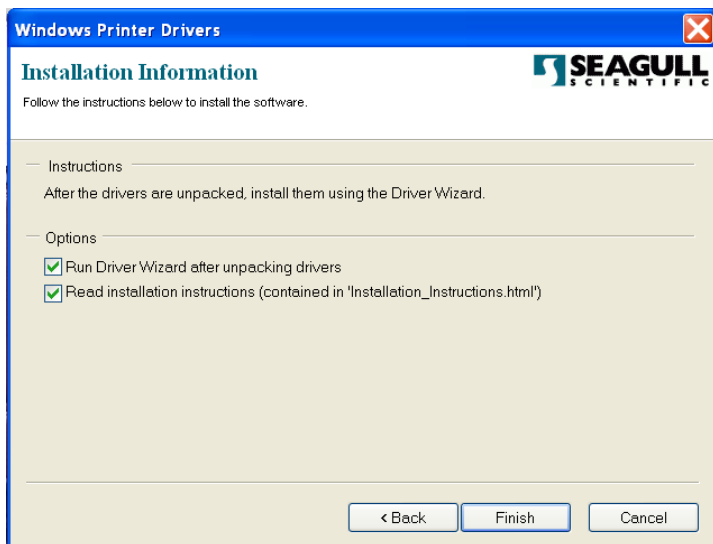 Windows Printer Drivers
Installation Information
SEAGULL
SCIENTIFIC
Follow the instructions below to install the software.
Instructions
After the drivers are unpacked, install them using the Driver Wizard.
Options
Run Driver Wizard after unpacking drivers
Read installation instructions (contained in 'Installation_Instructions.html')
< Back Finish Cancel